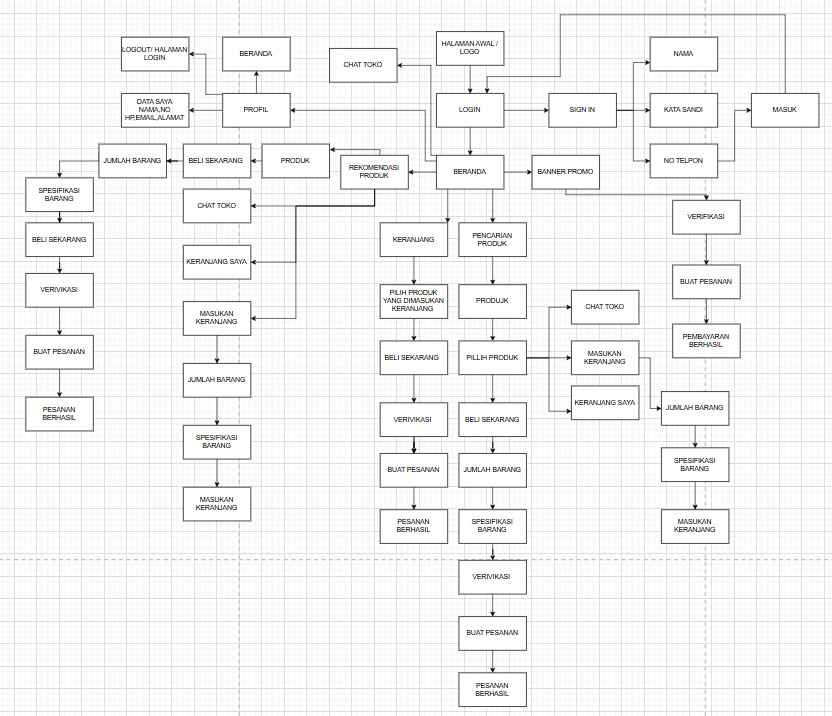 HALAMAN AWAL /
LOGO
LOGOUT/ HALAMAN
LOGIN
BERANDA
CHAT TOKO
NAMA
DATA SAYA
NAMA,NO
HP,EMAIL,ALAMAT
PROFIL
LOGIN
SIGN IN
KATA SANDI
MASUK
JUMLAH BARANG
BELI SEKARANG
PRODUK
REKOMENDASI
PRODUK
BERANDA
BANNER PROMO
NO TELPON
SPESIFIKASI
BARANG
CHAT TOKO
VERIFIKASI
BELI SEKARANG
KERANJANG
PENCARIAN
PRODUK
KERANJANG SAYA
VERIVIKASI
BUAT PESANAN
PILIH PRODUK
YANG DIMASUKAN
KERANJANG
PRODUJK
CHAT TOKO
MASUKAN
KERANJANG
PEMBAYARAN
BERHASIL
BUAT PESANAN
BELI SEKARANG
PILLIH PRODUK
MASUKAN
KERANJANG
JUMLAH BARANG
KERANJANG SAYA
JUMLAH BARANG
PESANAN
BERHASIL
VERIVIKASI
BELI SEKARANG
SPESIFIKASI
BARANG
BUAT PESANAN
JUMLAH BARANG
SPESIFIKASI
BARANG
MASUKAN
KERANJANG
PESANAN
BERHASIL
SPESIFIKASI
BARANG
MASUKAN
KERANJANG
VERIVIKASI
BUAT PESANAN
PESANAN
BERHASIL